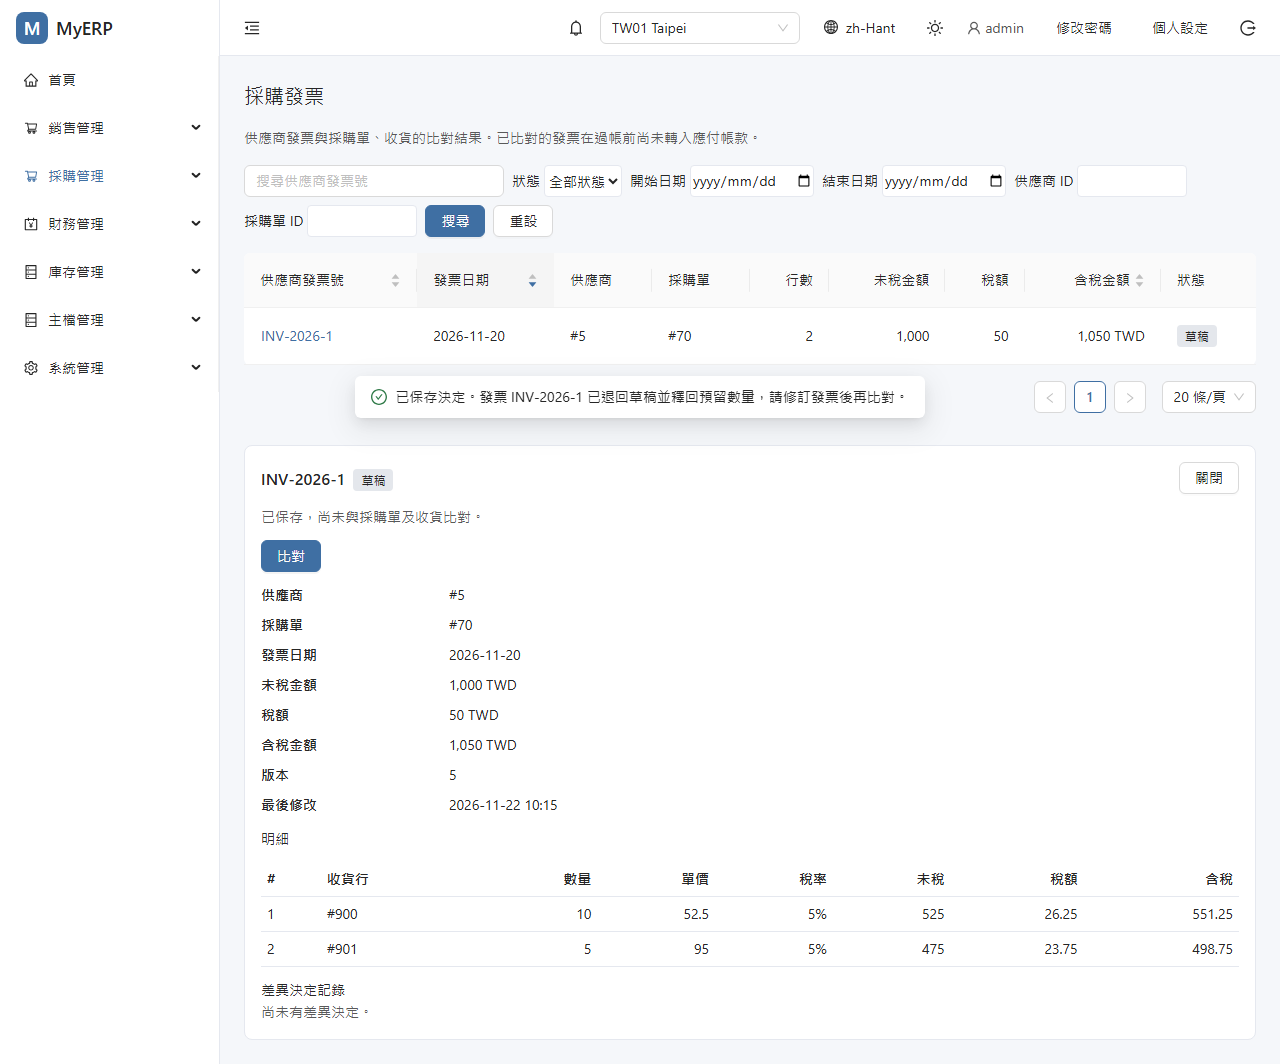 M MyERP
TW01 Taipei
zh-Hant
admin
修改密碼
個人設定
首頁
銷售管理
採購管理
財務管理
庫存管理
主檔管理
系統管理
採購發票
供應商發票與採購單、收貨的比對結果。已比對的發票在過帳前尚未轉入應付帳款。
搜尋供應商發票號 狀態 全部狀態 開始日期 yyyy/mm/dd 結束日期 yyyy/mm/dd 供應商 ID
採購單 ID 搜尋 重設
供應商發票號 發票日期 供應商 採購單 行數 未稅金額 稅額 含稅金額 狀態
INV-2026-1 2026-11-20 #5 #70 2 1,000 50 1,050 TWD 草稿
已保存決定。發票 INV-2026-1 已退回草稿並釋回預留數量，請修訂發票後再比對。
< 1 > 20 條/頁
INV-2026-1 草稿 關閉
已保存，尚未與採購單及收貨比對。
比對
供應商 #5
採購單 #70
發票日期 2026-11-20
未稅金額 1,000 TWD
稅額 50 TWD
含稅金額 1,050 TWD
版本 5
最後修改 2026-11-22 10:15
明細
# 收貨行 數量 單價 稅率 未稅 稅額 含稅
1 #900 10 52.5 5% 525 26.25 551.25
2 #901 5 95 5% 475 23.75 498.75
差異決定記錄
尚未有差異決定。